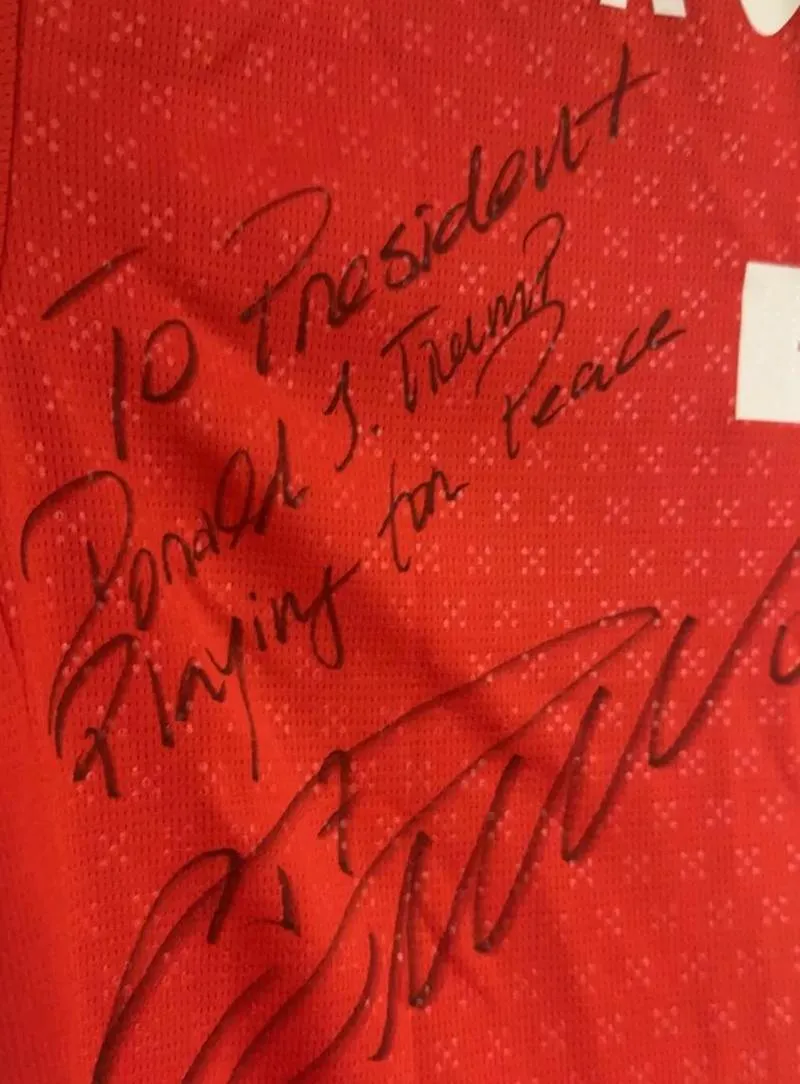 To President
Donald J. Trump
Playing for Peace